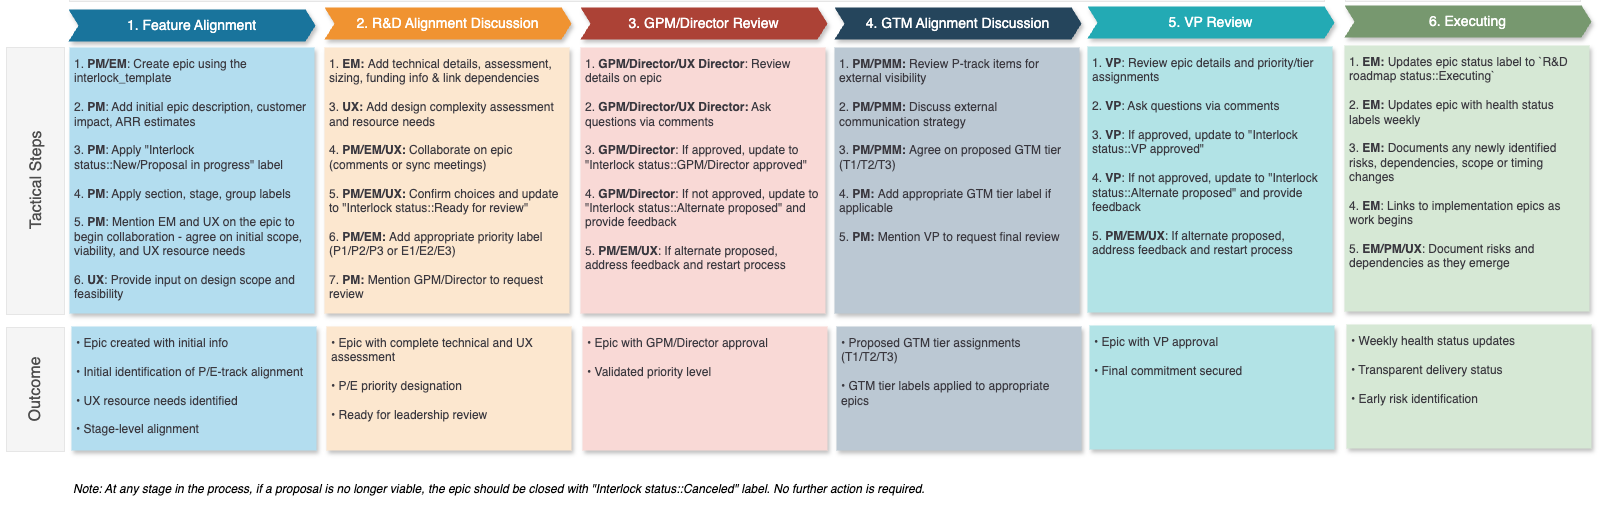 1. Feature Alignment
2. R&D Alignment Discussion
3. GPM/Director Review
4. GTM Alignment Discussion
5. VP Review
6. Executing
Tactical Steps
1. PM/EM: Create epic using the
interlock_template
2. PM: Add initial epic description, customer
impact, ARR estimates
3. PM: Apply "Interlock
status::New/Proposal in progress" label
4. PM: Apply section, stage, group labels
5. PM: Mention EM and UX on the epic to
begin collaboration - agree on initial scope,
viability, and UX resource needs
6. UX: Provide input on design scope and
feasibility
1. EM: Add technical details, assessment,
sizing, funding info & link dependencies
3. UX: Add design complexity assessment
and resource needs
4. PM/EM/UX: Collaborate on epic
(comments or sync meetings)
5. PM/EM/UX: Confirm choices and update
to "Interlock status::Ready for review"
6. PM/EM: Add appropriate priority label
(P1/P2/P3 or E1/E2/E3)
7. PM: Mention GPM/Director to request
review
1. GPM/Director/UX Director: Review
details on epic
2. GPM/Director/UX Director: Ask
questions via comments
3. GPM/Director: If approved, update to
"Interlock status::GPM/Director approved"
4. GPM/Director: If not approved, update to
"Interlock status::Alternate proposed" and
provide feedback
5. PM/EM/UX: If alternate proposed,
address feedback and restart process
1. PM/PMM: Review P-track items for
external visibility
2. PM/PMM: Discuss external
communication strategy
3. PM/PMM: Agree on proposed GTM tier
(T1/T2/T3)
4. PM: Add appropriate GTM tier label if
applicable
5. PM: Mention VP to request final review
1. VP: Review epic details and priority/tier
assignments
2. VP: Ask questions via comments
3. VP: If approved, update to "Interlock
status::VP approved"
4. VP: If not approved, update to "Interlock
status::Alternate proposed" and provide
feedback
5. PM/EM/UX: If alternate proposed,
address feedback and restart process
1. EM: Updates epic status label to `R&D
roadmap status::Executing`
2. EM: Updates epic with health status
labels weekly
3. EM: Documents any newly identified
risks, dependencies, scope or timing
changes
4. EM: Links to implementation epics as
work begins
5. EM/PM/UX: Document risks and
dependencies as they emerge
Outcome
• Epic created with initial info
• Initial identification of P/E-track alignment
• UX resource needs identified
• Stage-level alignment
• Epic with complete technical and UX
assessment
• P/E priority designation
• Ready for leadership review
• Epic with GPM/Director approval
• Validated priority level
• Proposed GTM tier assignments
(T1/T2/T3)
• GTM tier labels applied to appropriate
epics
• Epic with VP approval
• Final commitment secured
• Weekly health status updates
• Transparent delivery status
• Early risk identification
Note: At any stage in the process, if a proposal is no longer viable, the epic should be closed with "Interlock status::Canceled" label. No further action is required.